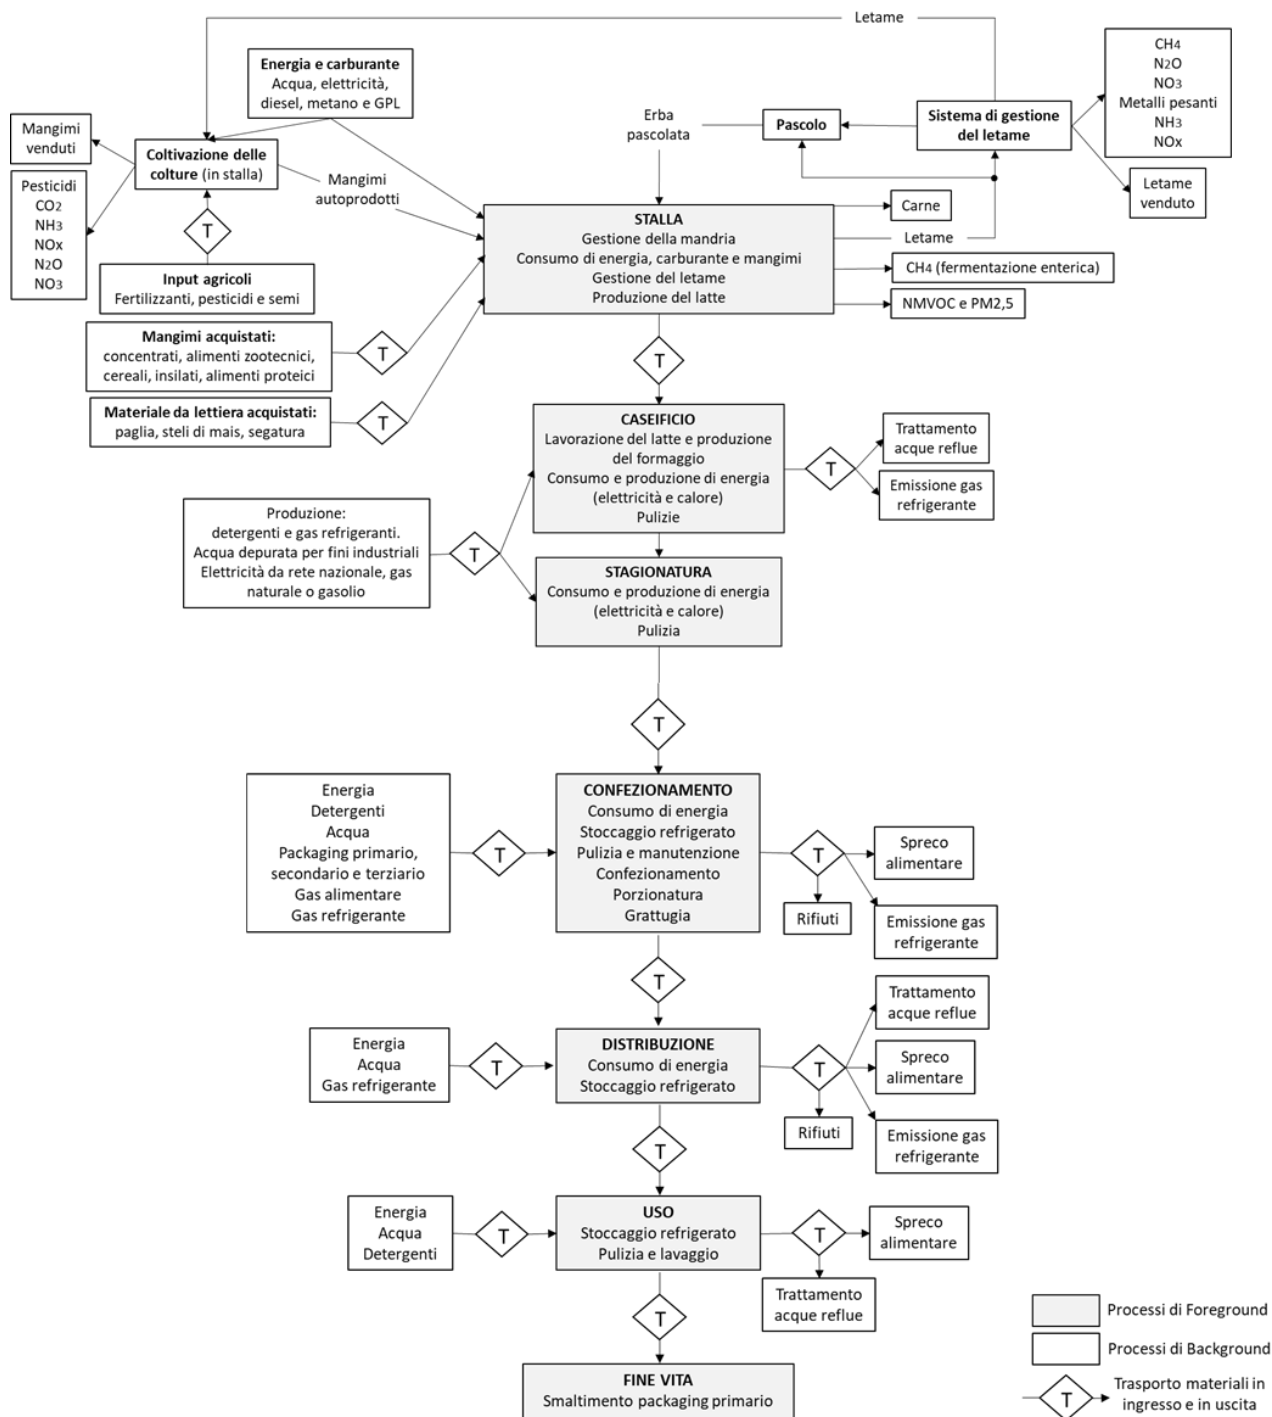 Letame
CH4
N2O
NO3
Metalli pesanti
NH3
NOx
Energia e carburante
Acqua, elettricità,
diesel, metano e GPL
Erba
pascolata
Pascolo
Sistema di gestione
del letame
Mangimi
venduti
Coltivazione delle
colture (in stalla)
Mangimi
autoprodotti
Letame
venduto
Pesticidi
CO2
NH3
NOx
N2O
NO3
T
Input agricoli
Fertilizzanti, pesticidi e semi
STALLA
Gestione della mandria
Consumo di energia, carburante e mangimi
Gestione del letame
Produzione del latte
Carne
Letame
CH4 (fermentazione enterica)
NMVOC e PM2,5
Mangimi acquistati:
concentrati, alimenti zootecnici,
cereali, insilati, alimenti proteici
T
T
Materiale da lettiera acquistati:
paglia, steli di mais, segatura
T
CASEIFICIO
Lavorazione del latte e produzione
del formaggio
Consumo e produzione di energia
(elettricità e calore)
Pulizie
T
Trattamento
acque reflue
Emissione gas
refrigerante
Produzione:
detergenti e gas refrigeranti.
Acqua depurata per fini industriali
Elettricità da rete nazionale, gas
naturale o gasolio
T
STAGIONATURA
Consumo e produzione di energia
(elettricità e calore)
Pulizia
T
Energia
Detergenti
Acqua
Packaging primario,
secondario e terziario
Gas alimentare
Gas refrigerante
T
CONFEZIONAMENTO
Consumo di energia
Stoccaggio refrigerato
Pulizia e manutenzione
Confezionamento
Porzionatura
Grattugia
T
Spreco
alimentare
Rifiuti
Emissione gas
refrigerante
T
Energia
Acqua
Gas refrigerante
T
DISTRIBUZIONE
Consumo di energia
Stoccaggio refrigerato
T
Trattamento
acque reflue
Spreco
alimentare
Rifiuti
Emissione gas
refrigerante
T
Energia
Acqua
Detergenti
T
USO
Stoccaggio refrigerato
Pulizia e lavaggio
T
Spreco
alimentare
Trattamento
acque reflue
T
FINE VITA
Smaltimento packaging primario
Processi di Foreground
Processi di Background
T
Trasporto materiali in
ingresso e in uscita